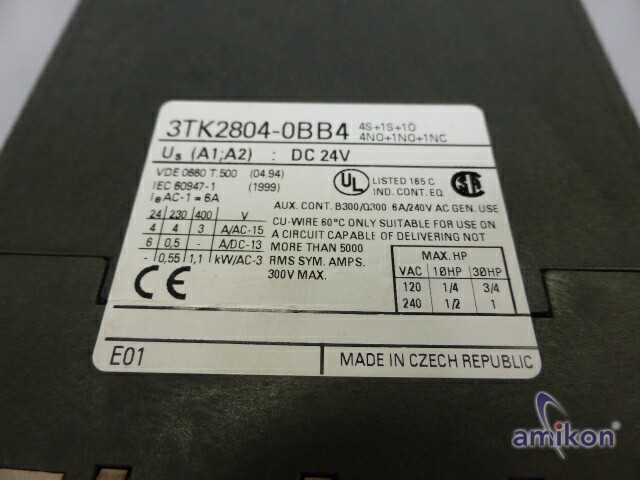 3TK2804-0BB4 4S+1S+1Ö
4NO+1NO+1NC
Us (A1;A2) : DC 24V
VDE 0660 T.500 (04.94)
IEC 60947-1 (1999)
Ie AC-1 = 6A
UL LISTED 165 C
IND. CONT. EQ.
AUX. CONT. B300/Q300 6A/240V AC GEN. USE
CU-WIRE 60°C ONLY SUITABLE FOR USE ON
A CIRCUIT CAPABLE OF DELIVERING NOT
MORE THAN 5000
RMS SYM. AMPS.
300V MAX.
24 230 400 V
4 4 3 A/AC-15
6 0,5 - A/DC-13
- 0,55 1,1 kW/AC-3
MAX. HP
VAC 1ØHP 3ØHP
120 1/4 3/4
240 1/2 1
CE
E01
MADE IN CZECH REPUBLIC
amikon